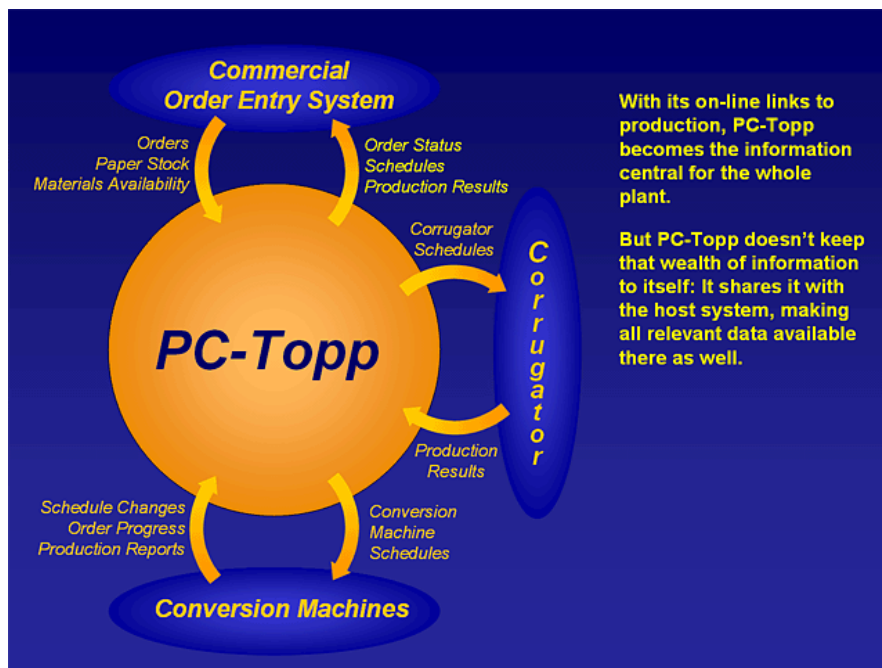 Commercial
Order Entry System
Orders
Paper Stock
Materials Availability
Order Status
Schedules
Production Results
Corrugator
Schedules
Corrugator
PC-Topp
Production
Results
Schedule Changes
Order Progress
Production Reports
Conversion
Machine
Schedules
Conversion Machines
With its on-line links to
production, PC-Topp
becomes the information
central for the whole
plant.
But PC-Topp doesn’t keep
that wealth of information
to itself: It shares it with
the host system, making
all relevant data available
there as well.